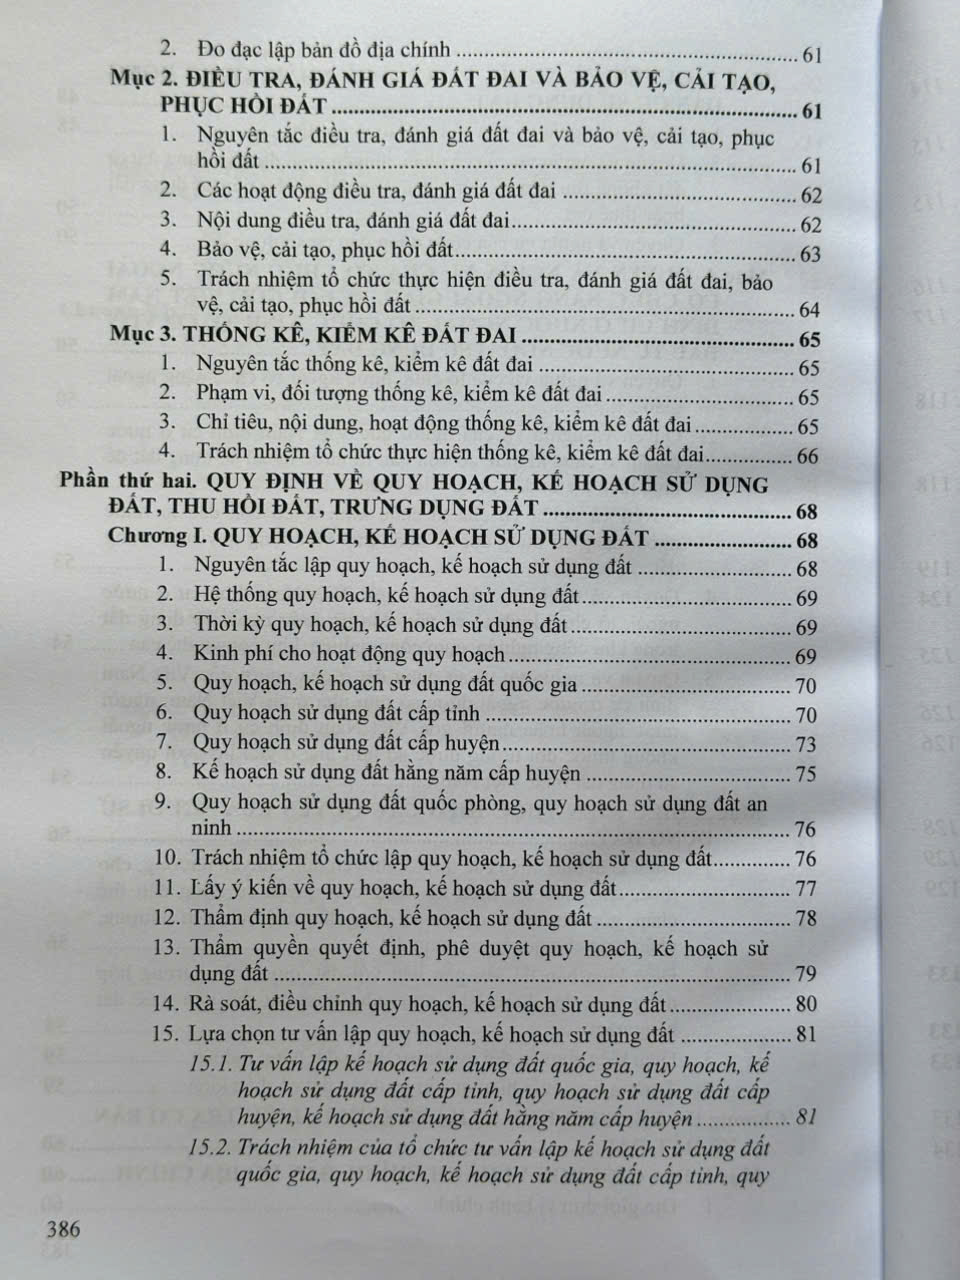 2. Đo đạc lập bản đồ địa chính ........ 61
Mục 2. ĐIỀU TRA, ĐÁNH GIÁ ĐẤT ĐAI VÀ BẢO VỆ, CẢI TẠO,
PHỤC HỒI ĐẤT ........ 61
1. Nguyên tắc điều tra, đánh giá đất đai và bảo vệ, cải tạo, phục
hồi đất ........ 61
2. Các hoạt động điều tra, đánh giá đất đai ........ 62
3. Nội dung điều tra, đánh giá đất đai ........ 62
4. Bảo vệ, cải tạo, phục hồi đất ........ 63
5. Trách nhiệm tổ chức thực hiện điều tra, đánh giá đất đai, bảo
vệ, cải tạo, phục hồi đất ........ 64
Mục 3. THỐNG KÊ, KIỂM KÊ ĐẤT ĐAI ........ 65
1. Nguyên tắc thống kê, kiểm kê đất đai ........ 65
2. Phạm vi, đối tượng thống kê, kiểm kê đất đai ........ 65
3. Chỉ tiêu, nội dung, hoạt động thống kê, kiểm kê đất đai ........ 65
4. Trách nhiệm tổ chức thực hiện thống kê, kiểm kê đất đai ........ 66
Phần thứ hai. QUY ĐỊNH VỀ QUY HOẠCH, KẾ HOẠCH SỬ DỤNG
ĐẤT, THU HỒI ĐẤT, TRƯNG DỤNG ĐẤT ........ 68
Chương I. QUY HOẠCH, KẾ HOẠCH SỬ DỤNG ĐẤT ........ 68
1. Nguyên tắc lập quy hoạch, kế hoạch sử dụng đất ........ 68
2. Hệ thống quy hoạch, kế hoạch sử dụng đất ........ 69
3. Thời kỳ quy hoạch, kế hoạch sử dụng đất ........ 69
4. Kinh phí cho hoạt động quy hoạch ........ 69
5. Quy hoạch, kế hoạch sử dụng đất quốc gia ........ 70
6. Quy hoạch sử dụng đất cấp tỉnh ........ 70
7. Quy hoạch sử dụng đất cấp huyện ........ 73
8. Kế hoạch sử dụng đất hằng năm cấp huyện ........ 75
9. Quy hoạch sử dụng đất quốc phòng, quy hoạch sử dụng đất an
ninh ........ 76
10. Trách nhiệm tổ chức lập quy hoạch, kế hoạch sử dụng đất ........ 76
11. Lấy ý kiến về quy hoạch, kế hoạch sử dụng đất ........ 77
12. Thẩm định quy hoạch, kế hoạch sử dụng đất ........ 78
13. Thẩm quyền quyết định, phê duyệt quy hoạch, kế hoạch sử
dụng đất ........ 79
14. Rà soát, điều chỉnh quy hoạch, kế hoạch sử dụng đất ........ 80
15. Lựa chọn tư vấn lập quy hoạch, kế hoạch sử dụng đất ........ 81
15.1. Tư vấn lập kế hoạch sử dụng đất quốc gia, quy hoạch, kế
hoạch sử dụng đất cấp tỉnh, quy hoạch sử dụng đất cấp
huyện, kế hoạch sử dụng đất hằng năm cấp huyện ........ 81
15.2. Trách nhiệm của tổ chức tư vấn lập kế hoạch sử dụng đất
quốc gia, quy hoạch, kế hoạch sử dụng đất cấp tỉnh, quy
386